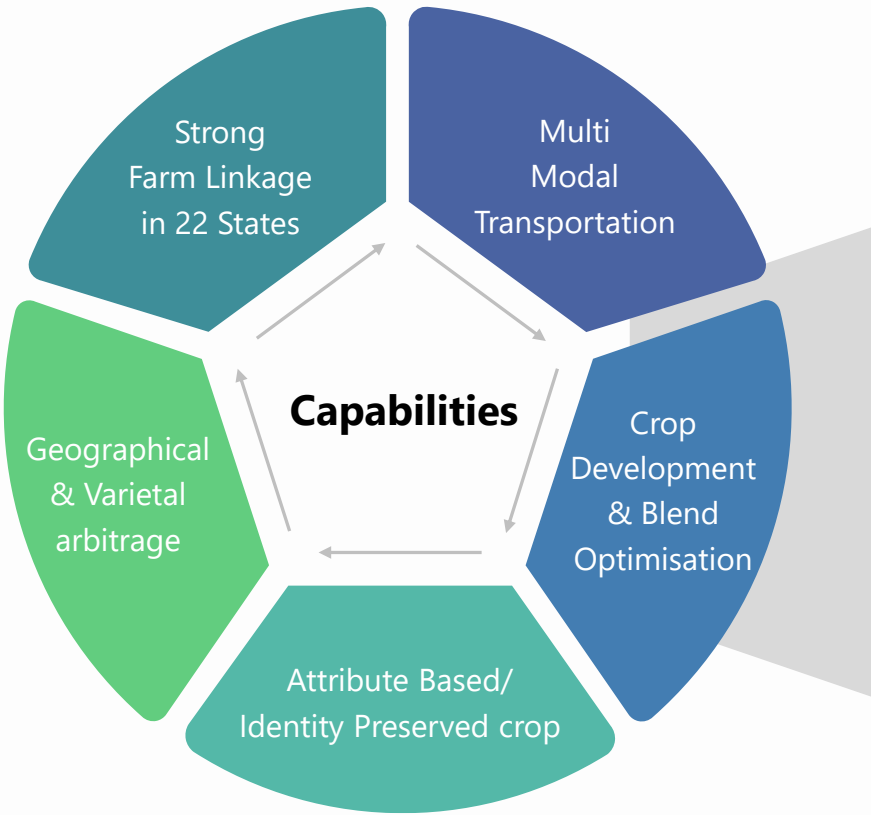 Strong
Farm Linkage
in 22 States
Multi
Modal
Transportation
Capabilities
Crop
Development
& Blend
Optimisation
Geographical
& Varietal
arbitrage
Attribute Based/
Identity Preserved crop